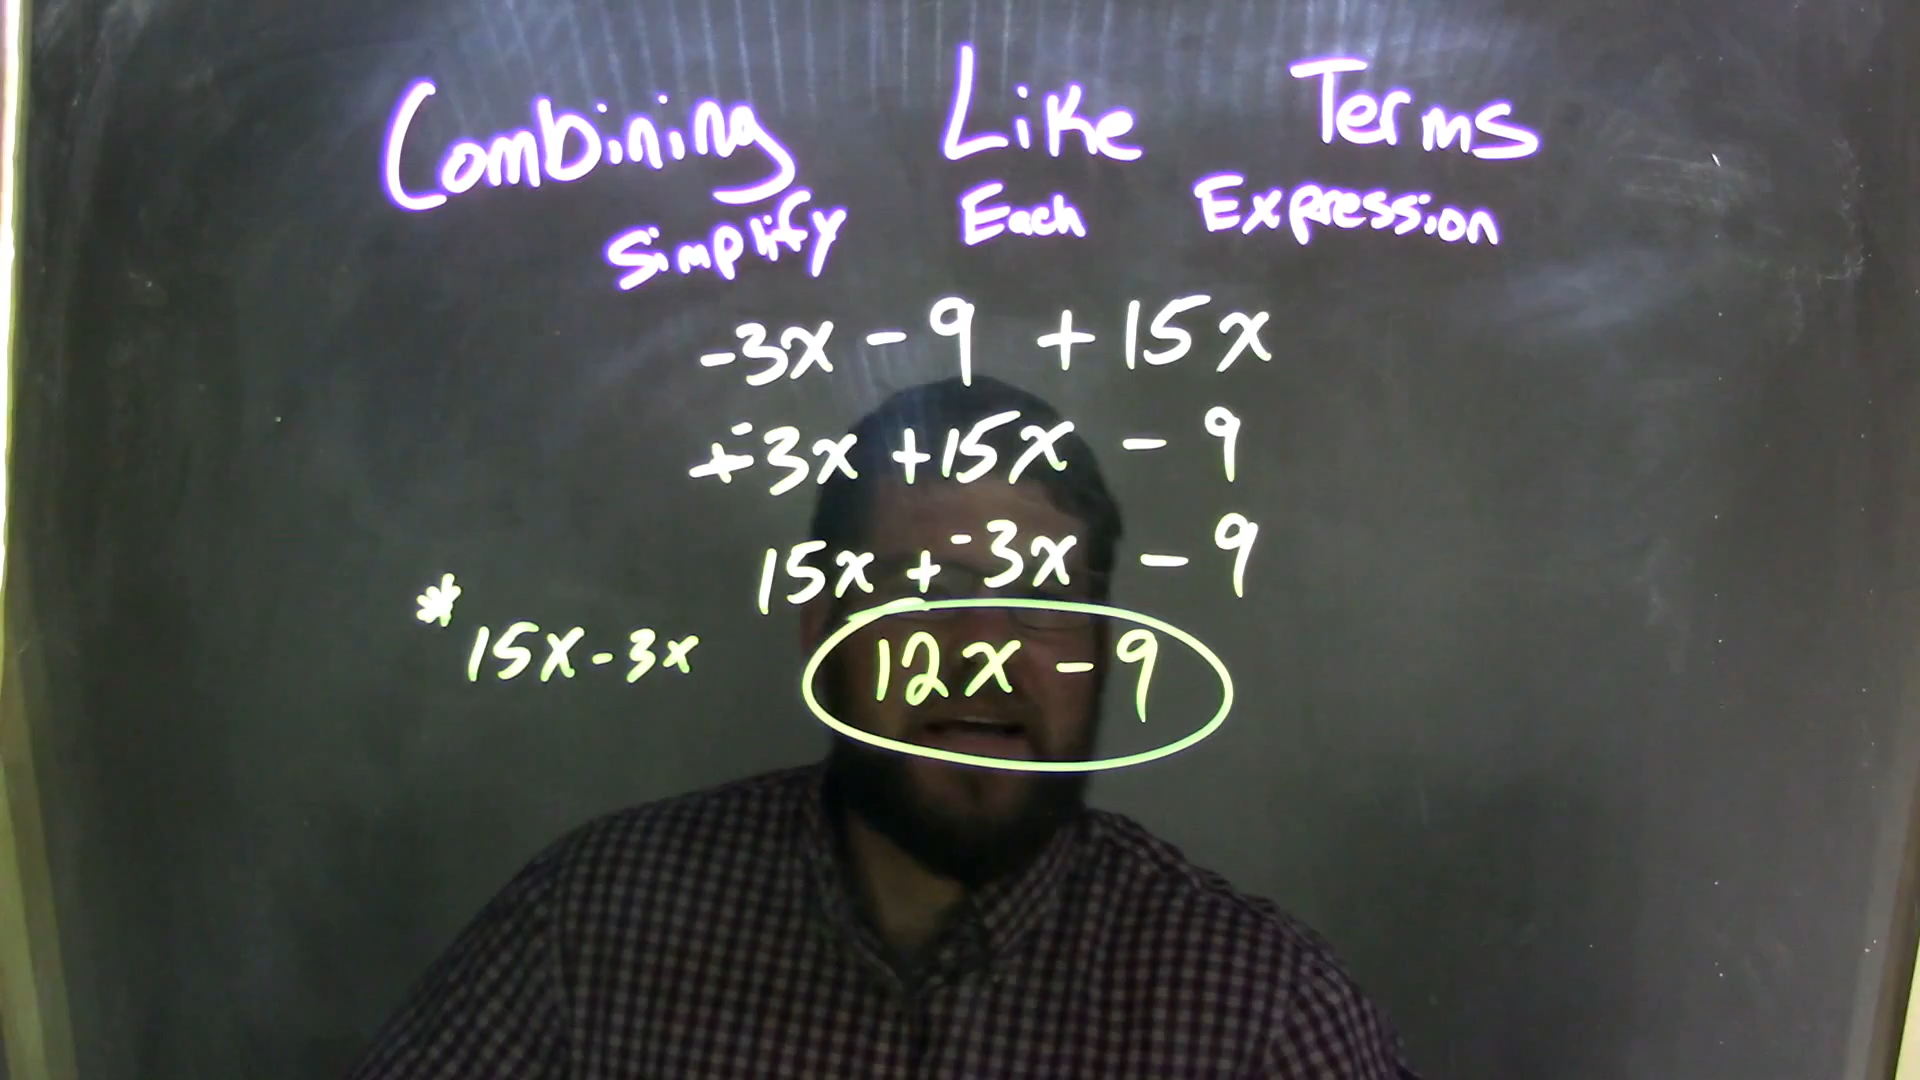 Combining Like Terms
Simplify Each Expression
-3x - 9 + 15x
+-3x +15x - 9
15x + -3x - 9
* 15x - 3x
12x - 9